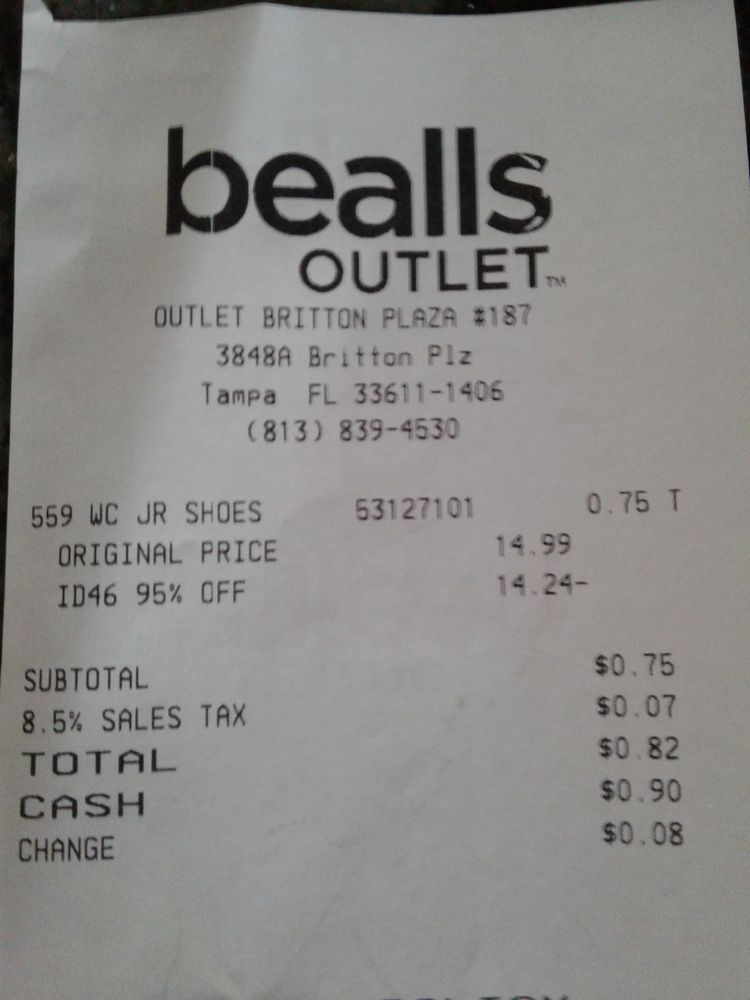 bealls
OUTLET™
OUTLET BRITTON PLAZA #187
3848A Britton Plz
Tampa FL 33611-1406
(813) 839-4530
559 WC JR SHOES 53127101 0.75 T
ORIGINAL PRICE 14.99
ID46 95% OFF 14.24-
SUBTOTAL $0.75
8.5% SALES TAX $0.07
TOTAL $0.82
CASH $0.90
CHANGE $0.08